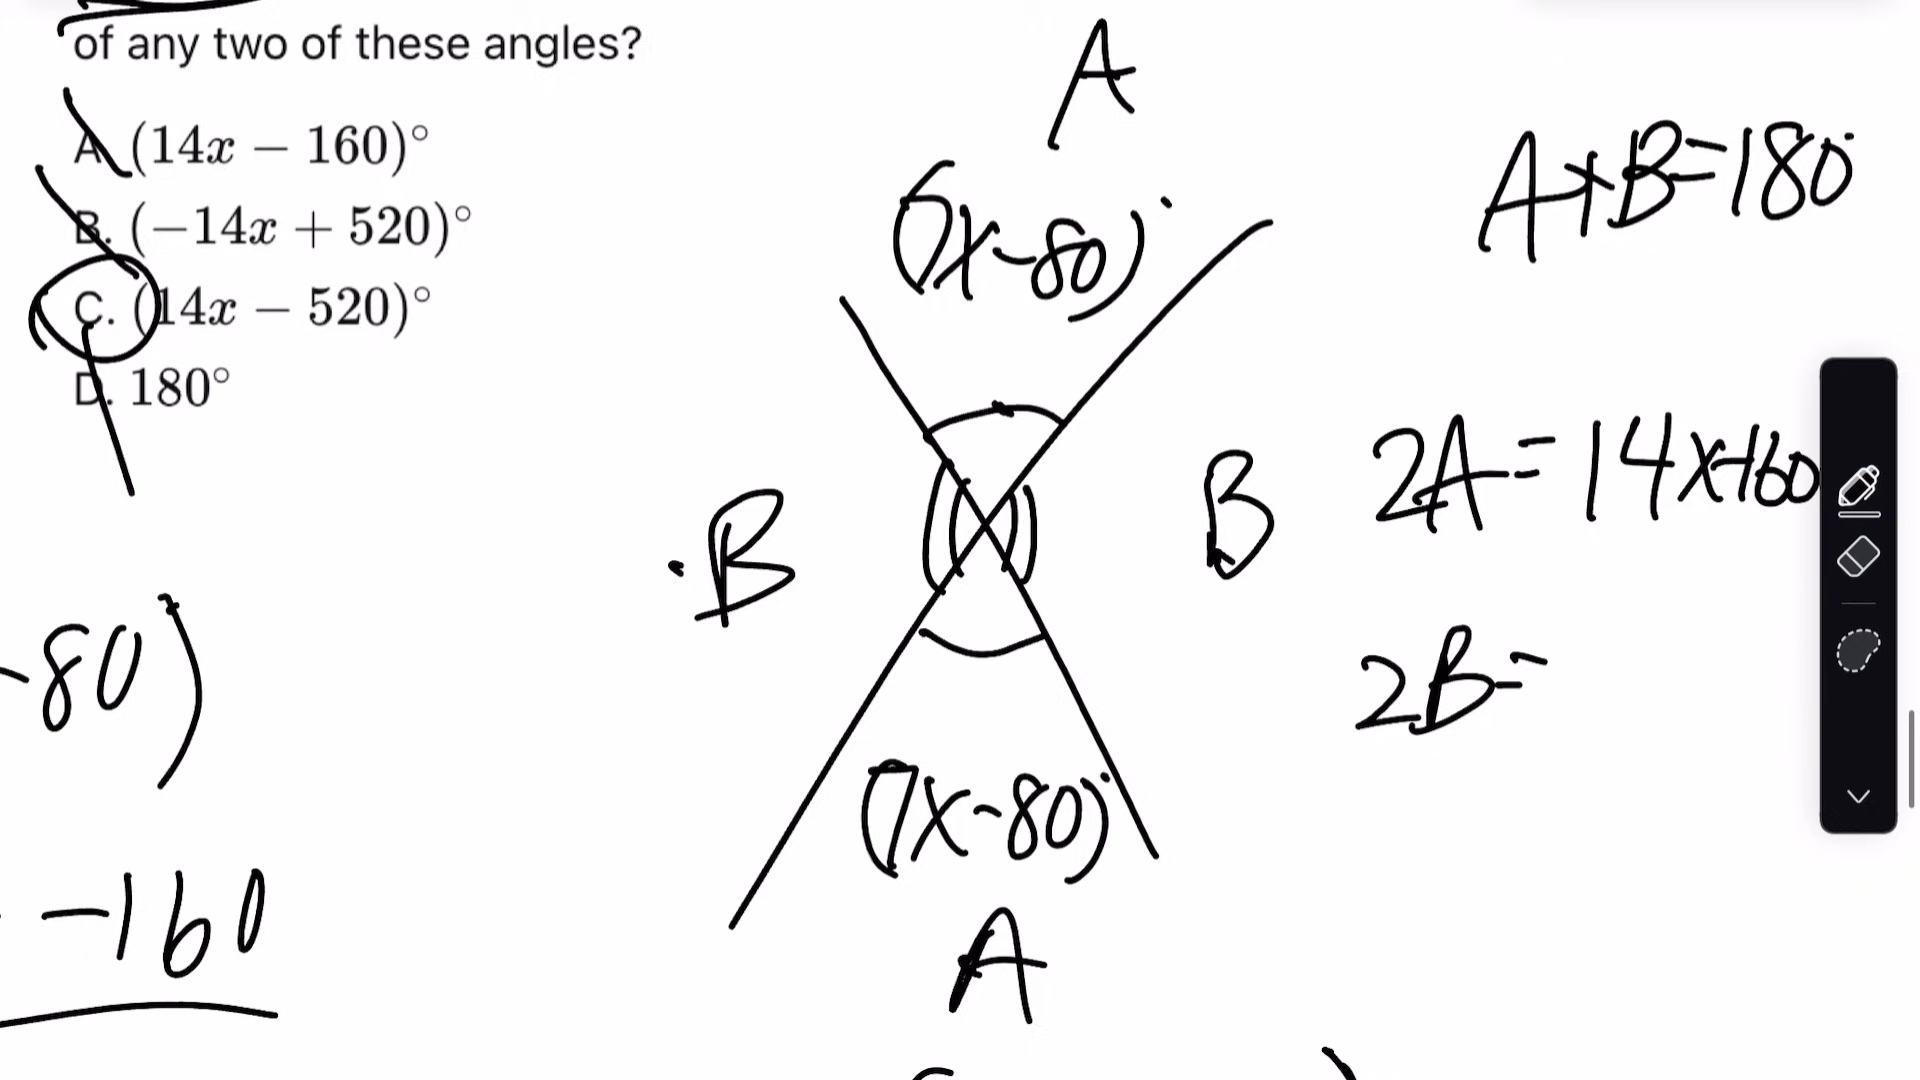 of any two of these angles?
A. (14x − 160)°
B. (−14x + 520)°
C. (14x − 520)°
D. 180°
A
(7x-80)°
A+B=180°
B
B
2A=14x-160
2B=
-80)
(7x-80)°
-160
A